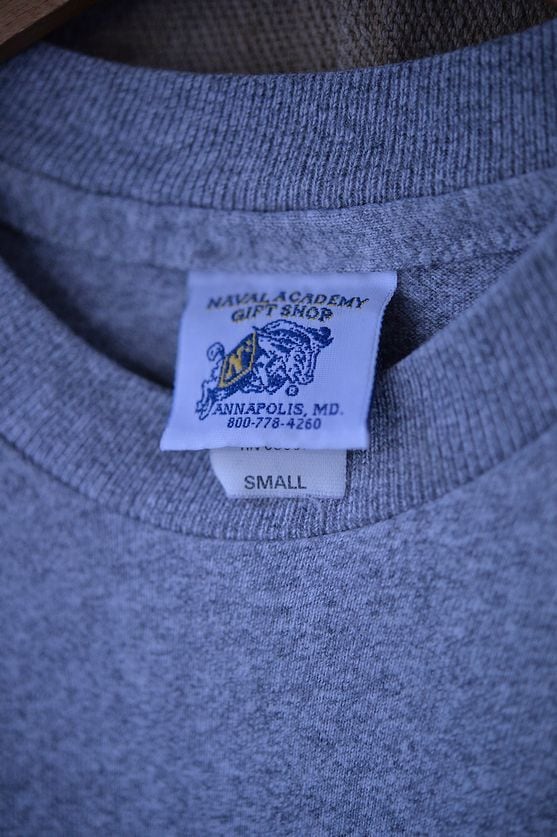 NAVAL ACADEMY
GIFT SHOP
N
®
ANNAPOLIS, MD.
800-778-4260
SMALL